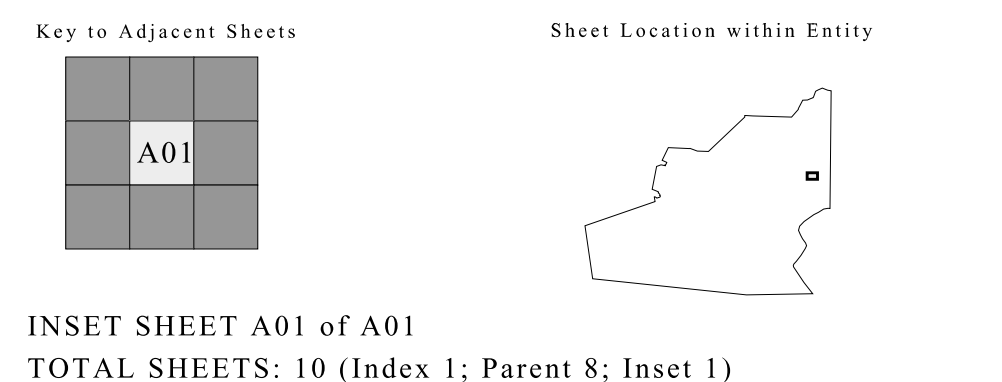 Key to Adjacent Sheets
Sheet Location within Entity
A01
INSET SHEET A01 of A01
TOTAL SHEETS: 10 (Index 1; Parent 8; Inset 1)